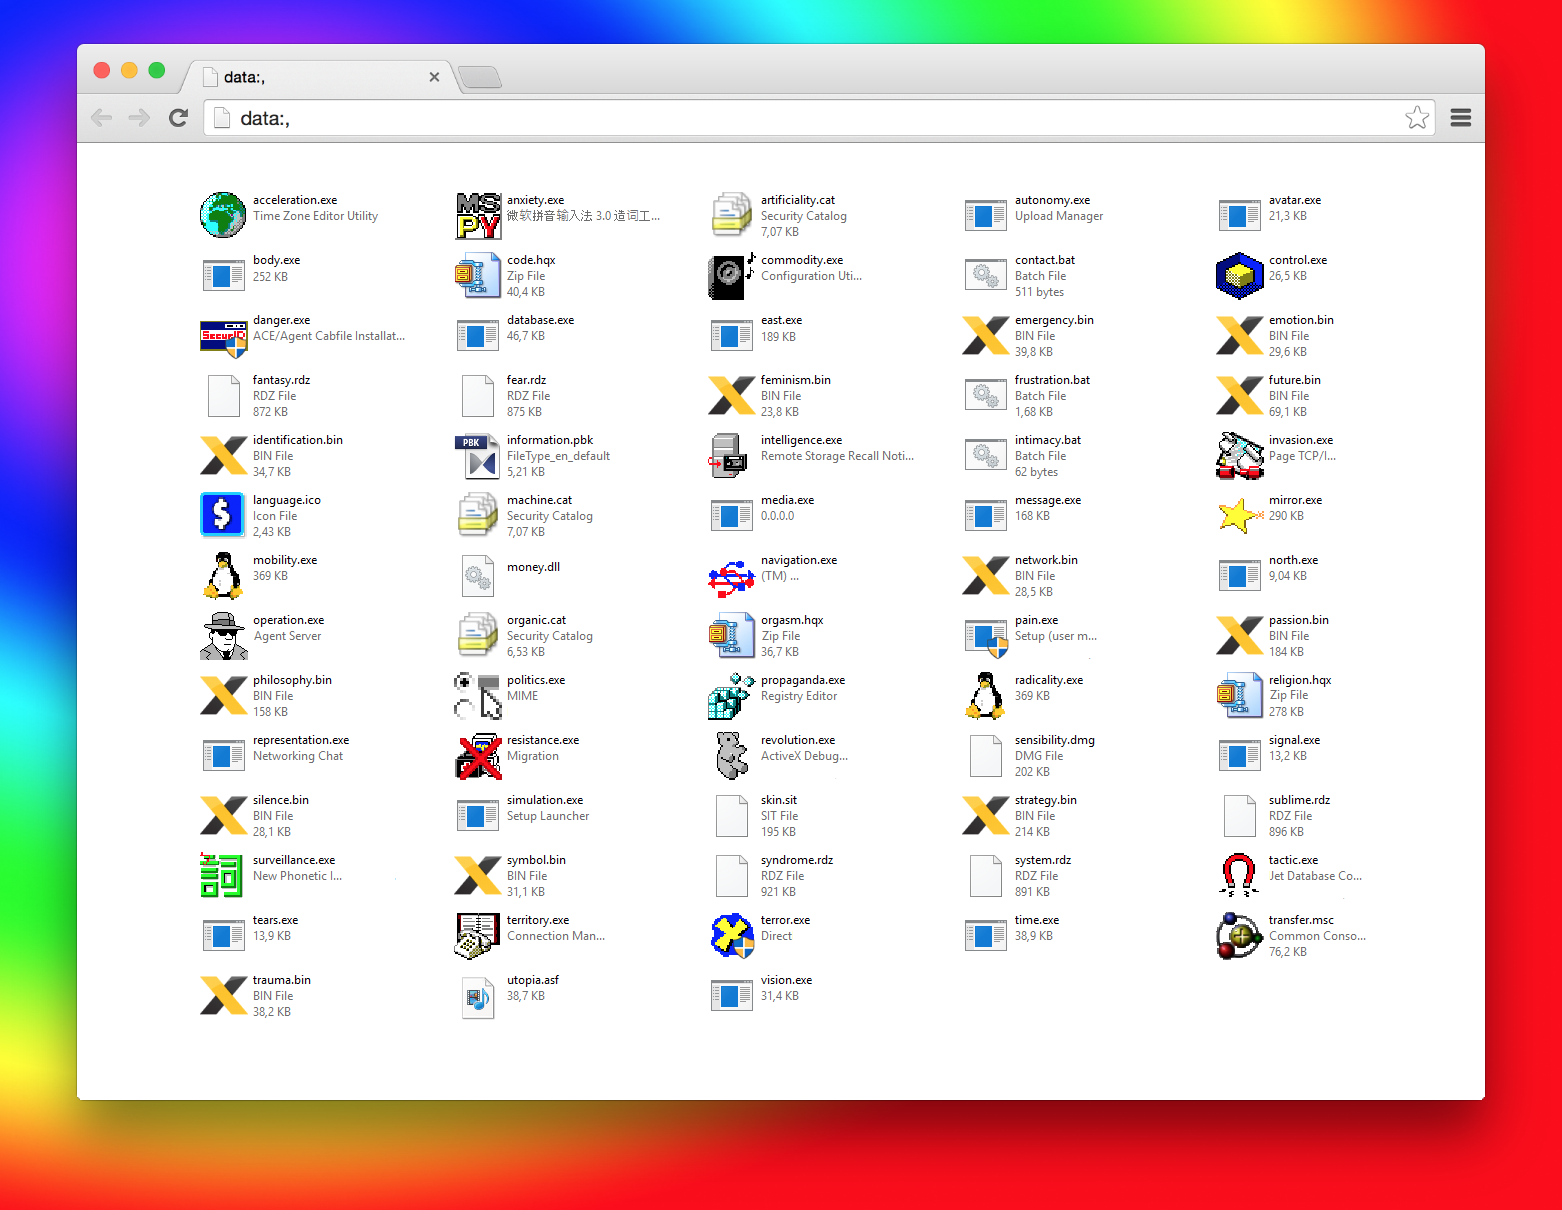 data:,
data:,
acceleration.exe
Time Zone Editor Utility
anxiety.exe
微软拼音输入法 3.0 造词工...
artificiality.cat
Security Catalog
7,07 KB
autonomy.exe
Upload Manager
avatar.exe
21,3 KB
body.exe
252 KB
code.hqx
Zip File
40,4 KB
commodity.exe
Configuration Uti...
contact.bat
Batch File
511 bytes
control.exe
26,5 KB
danger.exe
ACE/Agent Cabfile Installat...
database.exe
46,7 KB
east.exe
189 KB
emergency.bin
BIN File
39,8 KB
emotion.bin
BIN File
29,6 KB
fantasy.rdz
RDZ File
872 KB
fear.rdz
RDZ File
875 KB
feminism.bin
BIN File
23,8 KB
frustration.bat
Batch File
1,68 KB
future.bin
BIN File
69,1 KB
identification.bin
BIN File
34,7 KB
PBK
information.pbk
FileType_en_default
5,21 KB
intelligence.exe
Remote Storage Recall Noti...
intimacy.bat
Batch File
62 bytes
invasion.exe
Page TCP/I...
$
language.ico
Icon File
2,43 KB
machine.cat
Security Catalog
7,07 KB
media.exe
0.0.0.0
message.exe
168 KB
mirror.exe
290 KB
mobility.exe
369 KB
money.dll
navigation.exe
(TM) ...
network.bin
BIN File
28,5 KB
north.exe
9,04 KB
operation.exe
Agent Server
organic.cat
Security Catalog
6,53 KB
orgasm.hqx
Zip File
36,7 KB
pain.exe
Setup (user m...
passion.bin
BIN File
184 KB
philosophy.bin
BIN File
158 KB
politics.exe
MIME
propaganda.exe
Registry Editor
radicality.exe
369 KB
religion.hqx
Zip File
278 KB
representation.exe
Networking Chat
resistance.exe
Migration
revolution.exe
ActiveX Debug...
sensibility.dmg
DMG File
202 KB
signal.exe
13,2 KB
silence.bin
BIN File
28,1 KB
simulation.exe
Setup Launcher
skin.sit
SIT File
195 KB
strategy.bin
BIN File
214 KB
sublime.rdz
RDZ File
896 KB
詞
surveillance.exe
New Phonetic I...
symbol.bin
BIN File
31,1 KB
syndrome.rdz
RDZ File
921 KB
system.rdz
RDZ File
891 KB
tactic.exe
Jet Database Co...
tears.exe
13,9 KB
territory.exe
Connection Man...
terror.exe
Direct
time.exe
38,9 KB
transfer.msc
Common Conso...
76,2 KB
trauma.bin
BIN File
38,2 KB
utopia.asf
38,7 KB
vision.exe
31,4 KB